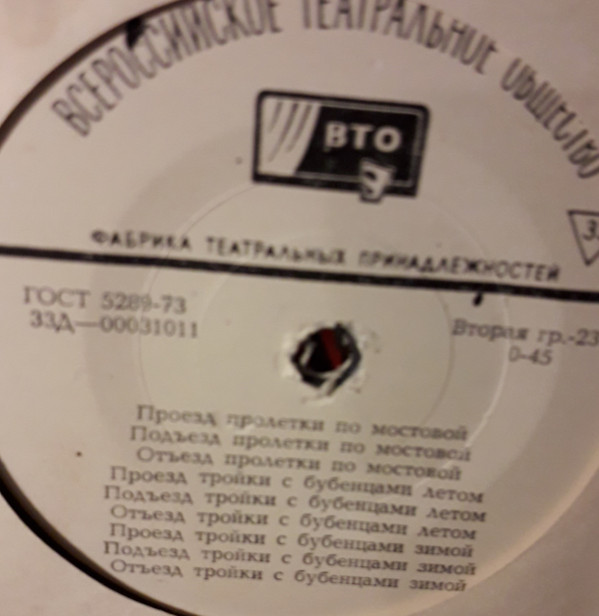 ВСЕРОССИЙСКОЕ ТЕАТРАЛЬНОЕ ОБЩЕСТВО
ВТО
ФАБРИКА ТЕАТРАЛЬНЫХ ПРИНАДЛЕЖНОСТЕЙ
ГОСТ 5289-73
33Д—00031011
Вторая гр.-23
0-45
Проезд пролетки по мостовой
Подъезд пролетки по мостовой
Отъезд пролетки по мостовой
Проезд тройки с бубенцами летом
Подъезд тройки с бубенцами летом
Отъезд тройки с бубенцами летом
Проезд тройки с бубенцами зимой
Подъезд тройки с бубенцами зимой
Отъезд тройки с бубенцами зимой